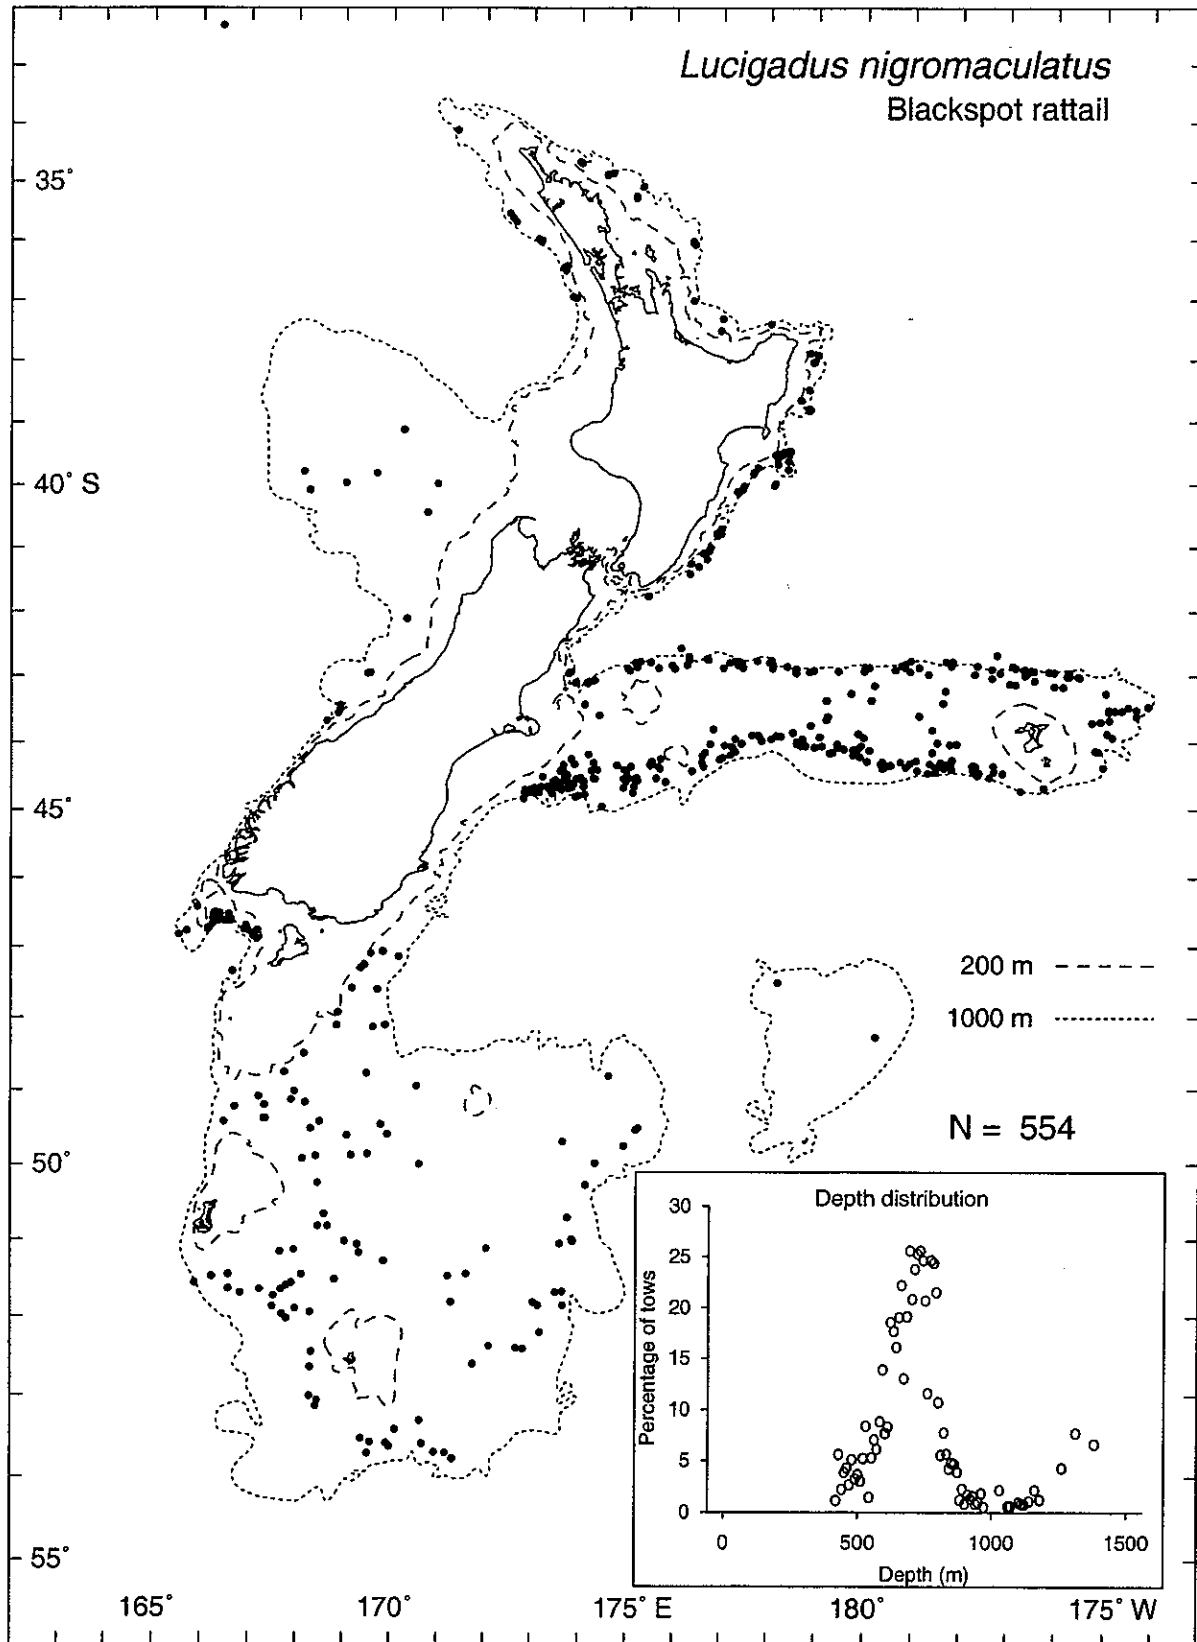 Lucigadus nigromaculatus
Blackspot rattail
35°
40° S
45°
50°
55°
200 m
1000 m
N = 554
Depth distribution
Percentage of tows
30
25
20
15
10
5
0
0 500 1000 1500
Depth (m)
165° 170° 175° E 180° 175° W